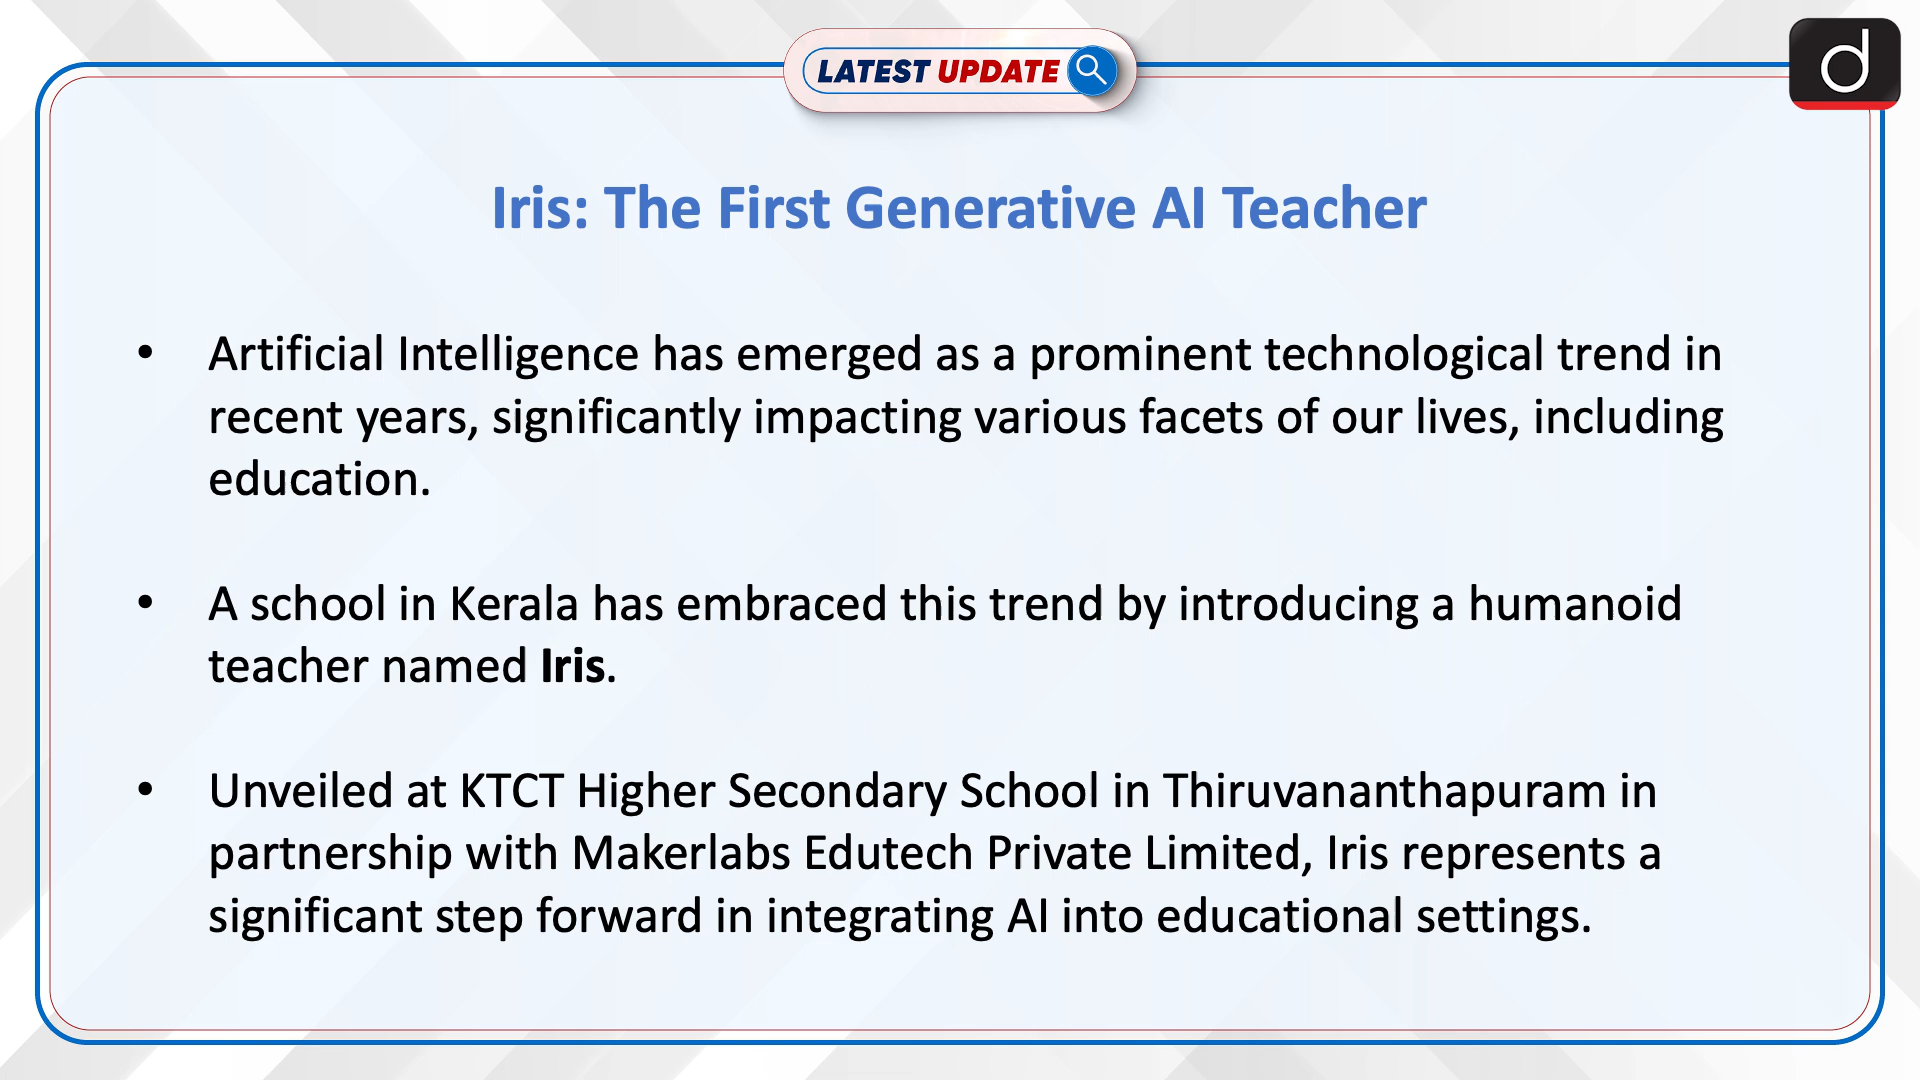 LATEST UPDATE
d
Iris: The First Generative AI Teacher
• Artificial Intelligence has emerged as a prominent technological trend in
recent years, significantly impacting various facets of our lives, including
education.
• A school in Kerala has embraced this trend by introducing a humanoid
teacher named Iris.
• Unveiled at KTCT Higher Secondary School in Thiruvananthapuram in
partnership with Makerlabs Edutech Private Limited, Iris represents a
significant step forward in integrating AI into educational settings.